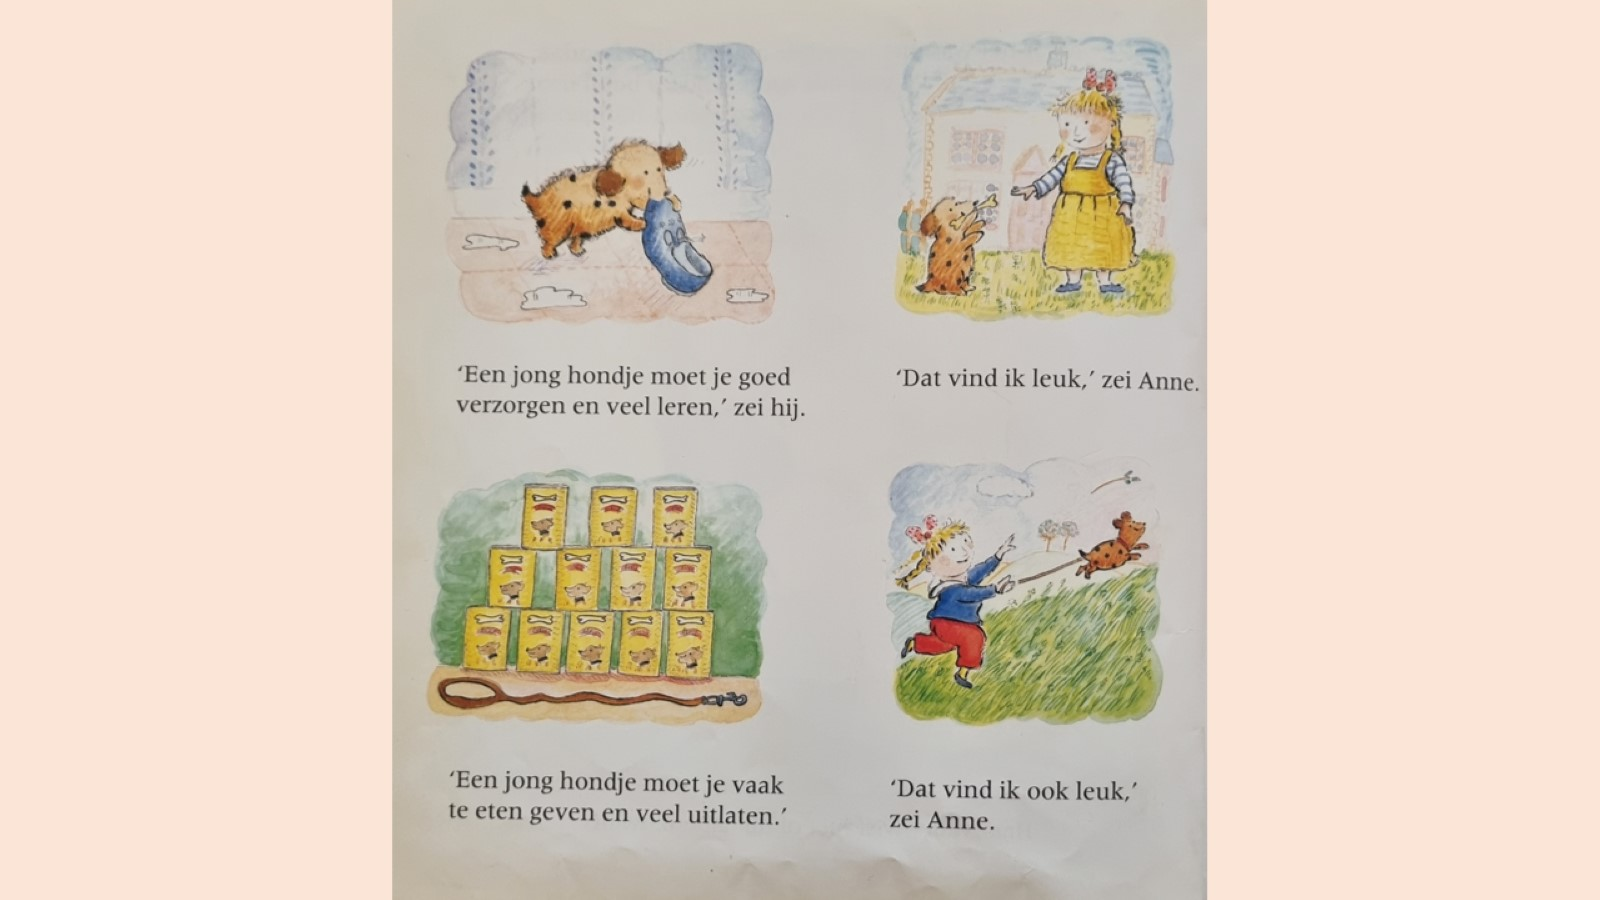 ‘Een jong hondje moet je goed
verzorgen en veel leren,’ zei hij.
‘Dat vind ik leuk,’ zei Anne.
‘Een jong hondje moet je vaak
te eten geven en veel uitlaten.’
‘Dat vind ik ook leuk,’
zei Anne.